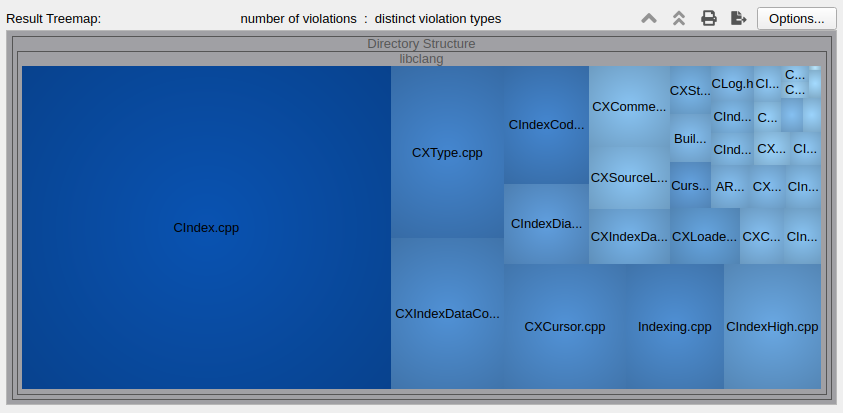 Result Treemap:
number of violations : distinct violation types
Options...
Directory Structure
libclang
CIndex.cpp
CXType.cpp
CXIndexDataCo...
CIndexCod...
CIndexDia...
CXComme...
CXSourceL...
CXIndexDa...
CXSt...
Buil...
Curs...
CXLoade...
CLog.h
CInd...
CInd...
AR...
CI...
C...
C...
C...
CX...
CI...
CX...
CIn...
CXC...
CIn...
CXCursor.cpp
Indexing.cpp
CIndexHigh.cpp